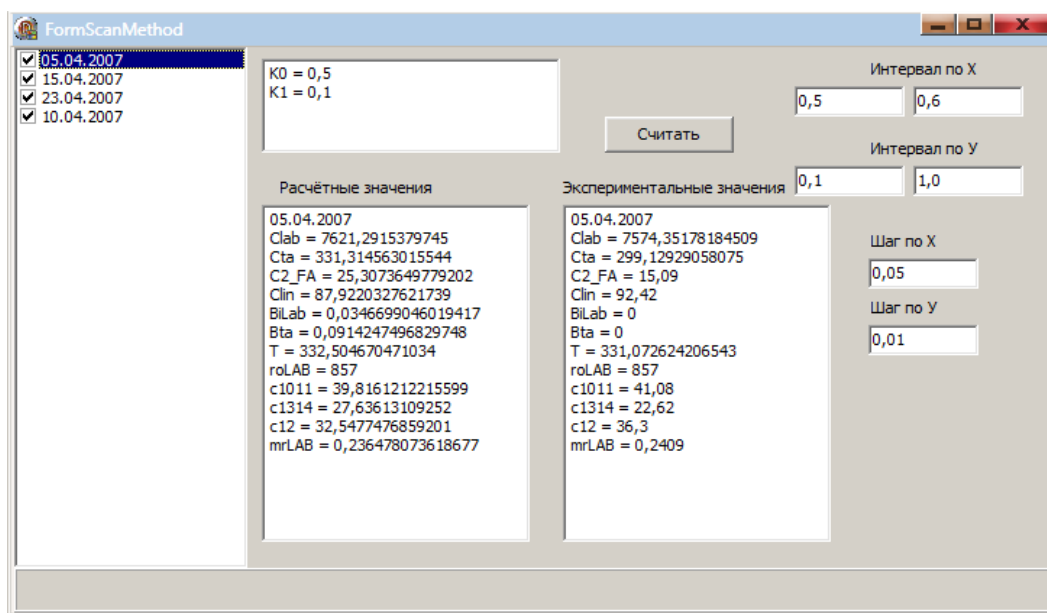 FormScanMethod
05.04.2007
15.04.2007
23.04.2007
10.04.2007
K0 = 0,5
K1 = 0,1
Считать
Интервал по X
0,5 0,6
Интервал по У
0,1 1,0
Шаг по X
0,05
Шаг по У
0,01
Расчётные значения
05.04.2007
Clab = 7621,2915379745
Cta = 331,314563015544
C2_FA = 25,3073649779202
Clin = 87,9220327621739
BiLab = 0,0346699046019417
Bta = 0,0914247496829748
T = 332,504670471034
roLAB = 857
c1011 = 39,8161212215599
c1314 = 27,63613109252
c12 = 32,5477476859201
mrLAB = 0,236478073618677
Экспериментальные значения
05.04.2007
Clab = 7574,35178184509
Cta = 299,12929058075
C2_FA = 15,09
Clin = 92,42
BiLab = 0
Bta = 0
T = 331,072624206543
roLAB = 857
c1011 = 41,08
c1314 = 22,62
c12 = 36,3
mrLAB = 0,2409